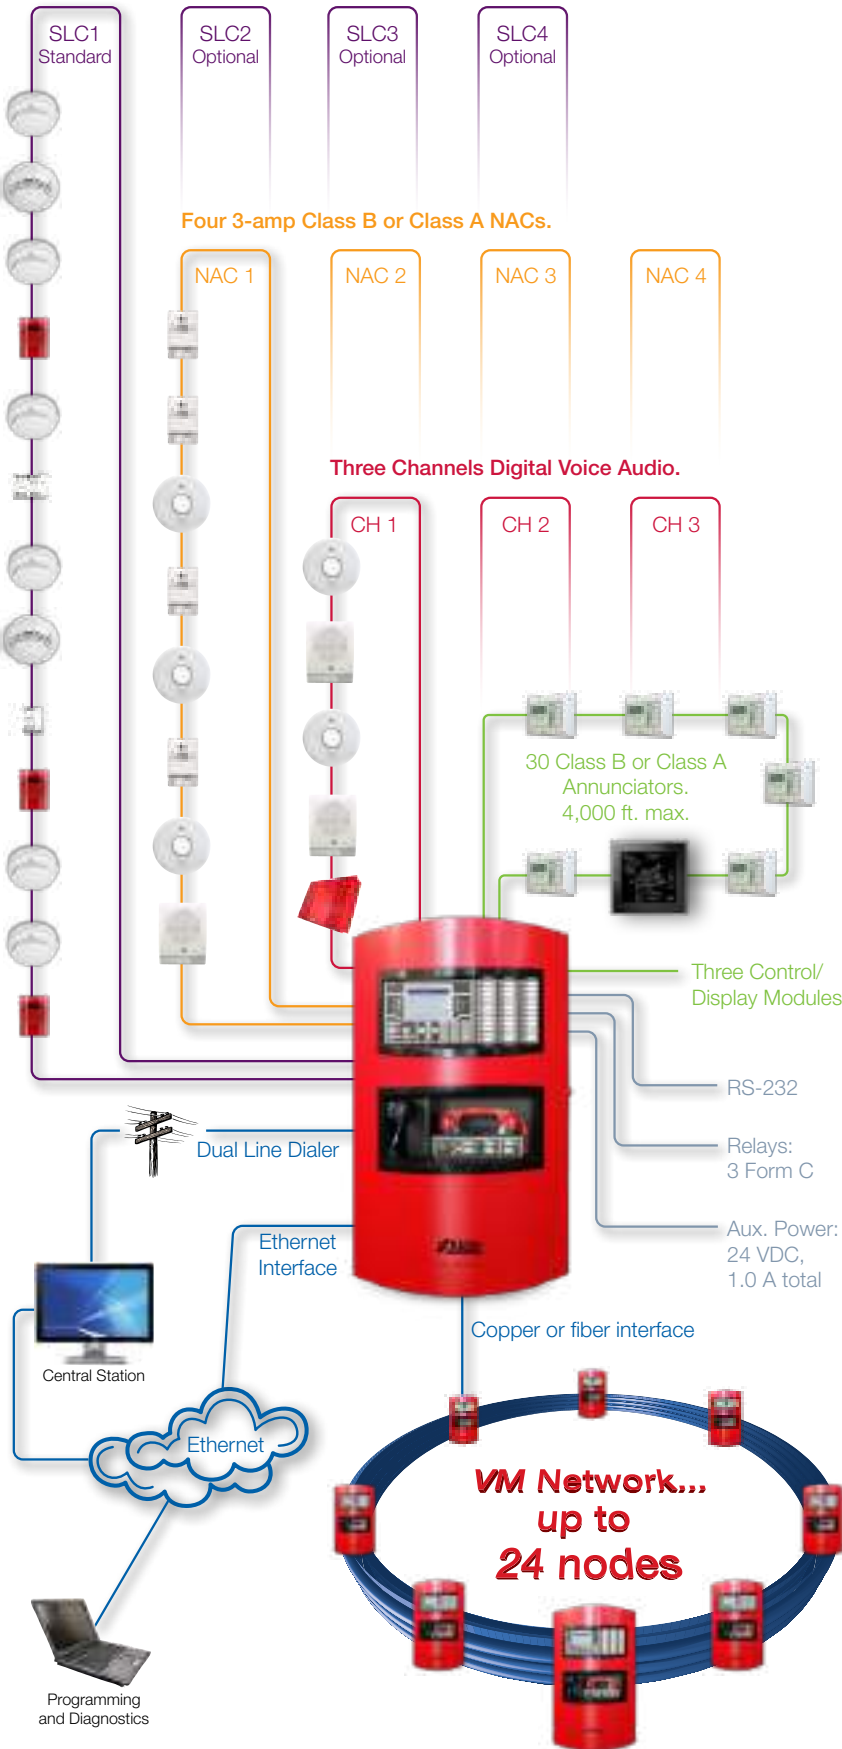 SLC1
Standard
SLC2
Optional
SLC3
Optional
SLC4
Optional
Four 3-amp Class B or Class A NACs.
NAC 1
NAC 2
NAC 3
NAC 4
Three Channels Digital Voice Audio.
CH 1
CH 2
CH 3
30 Class B or Class A
Annunciators.
4,000 ft. max.
Three Control/
Display Modules
RS-232
Relays:
3 Form C
Aux. Power:
24 VDC,
1.0 A total
Dual Line Dialer
Ethernet
Interface
Copper or fiber interface
Central Station
Ethernet
VM Network...
up to
24 nodes
Programming
and Diagnostics